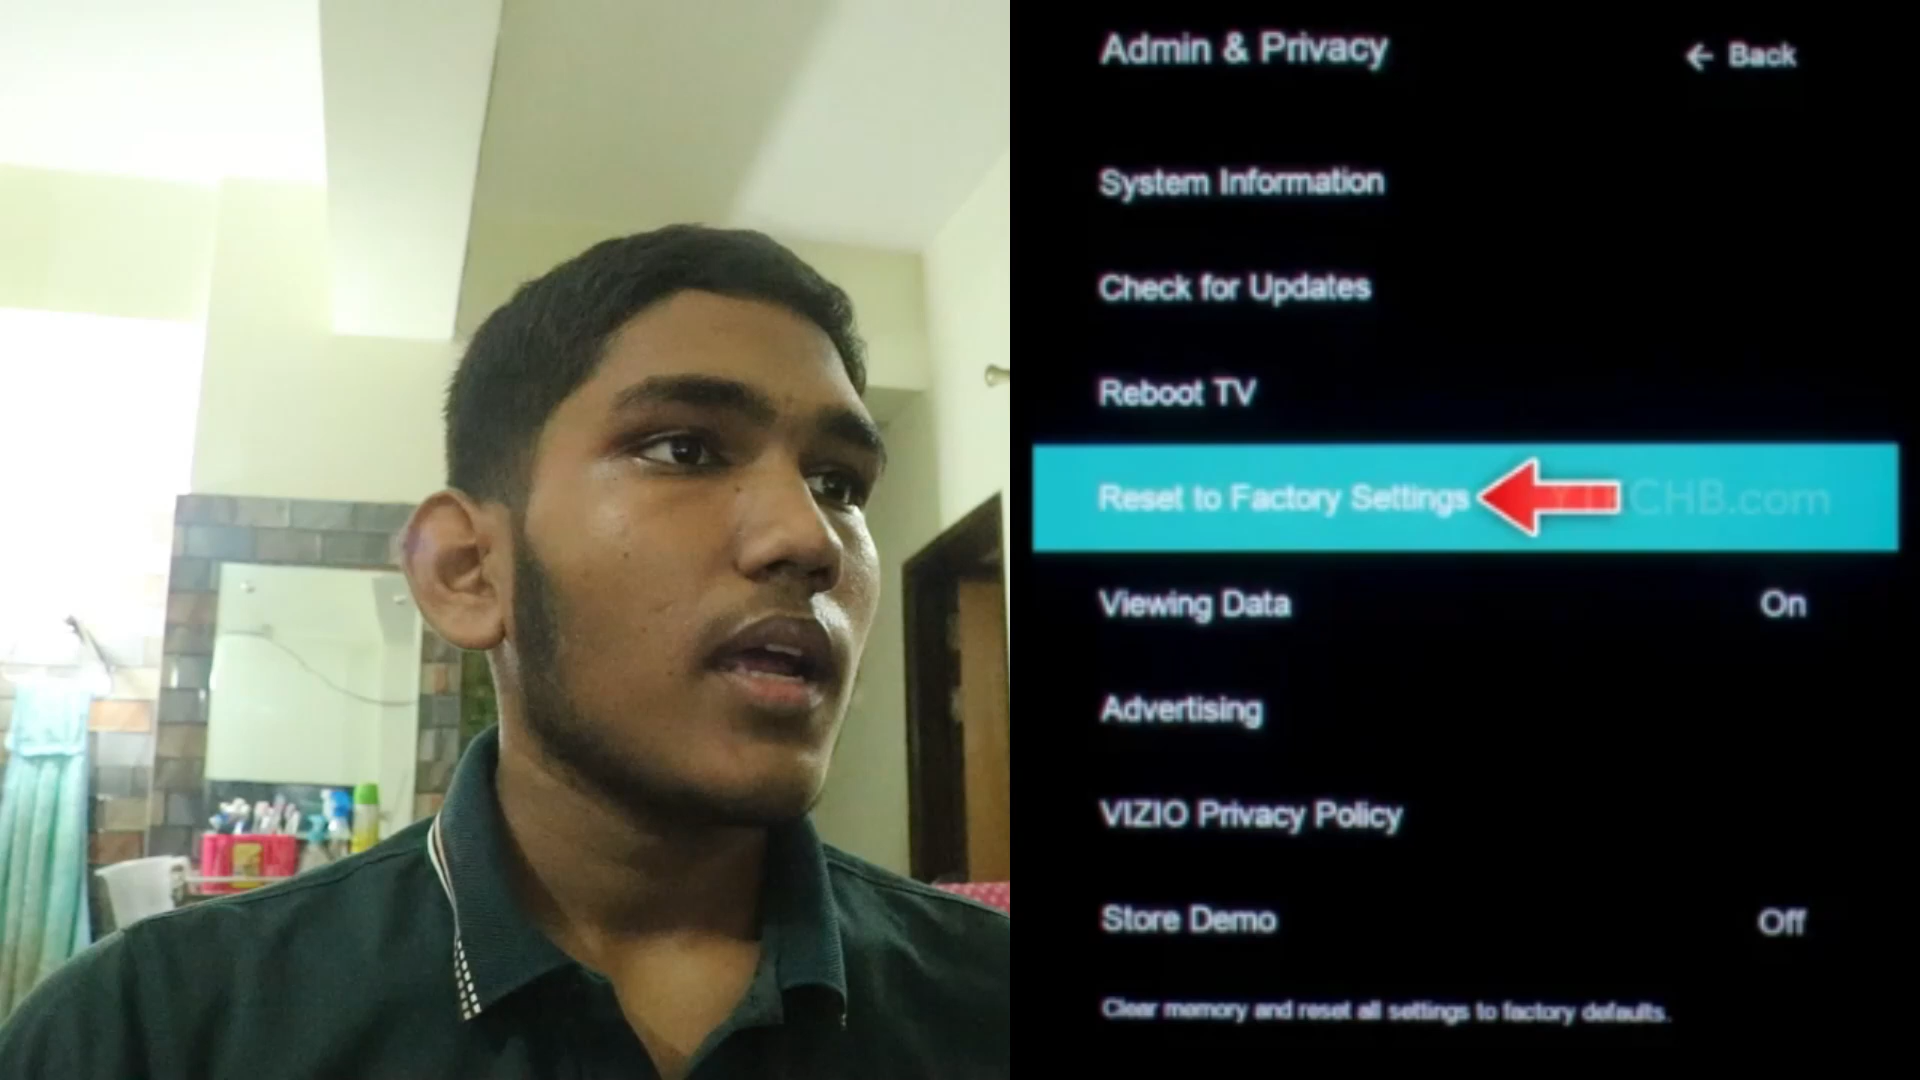 Admin & Privacy
← Back
System Information
Check for Updates
Reboot TV
Reset to Factory Settings
CHB.com
Viewing Data On
Advertising
VIZIO Privacy Policy
Store Demo Off
Clear memory and reset all settings to factory defaults.